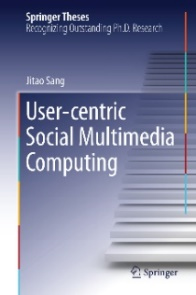 Springer Theses
Recognizing Outstanding Ph.D. Research
Jitao Sang
User-centric
Social Multimedia
Computing
Springer